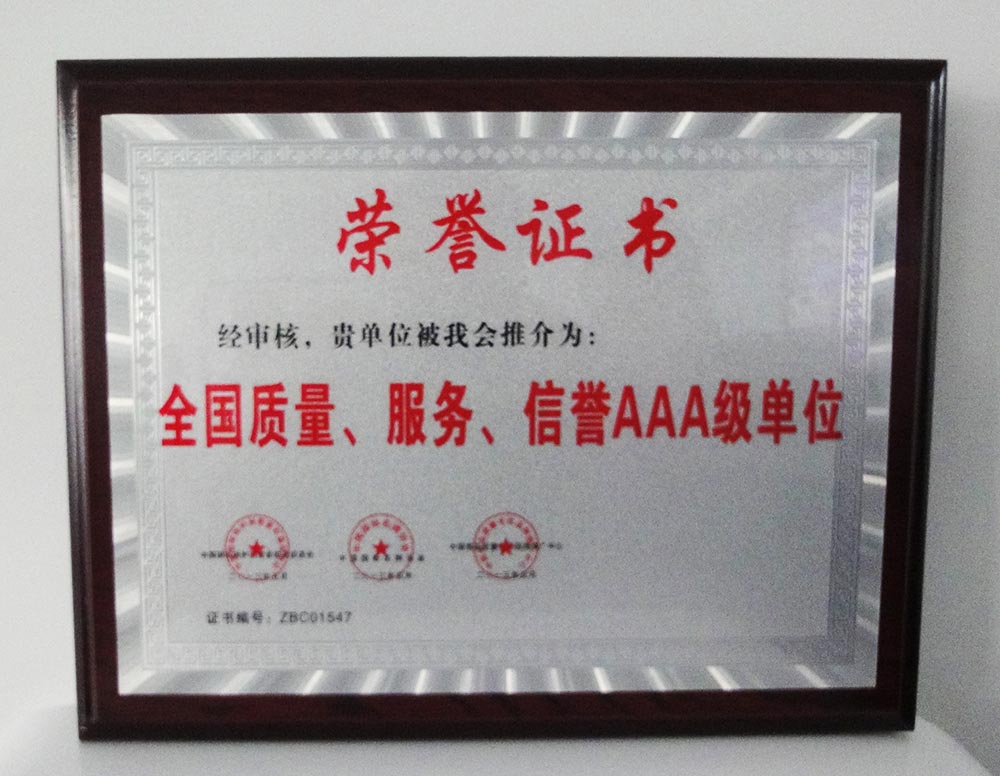 荣誉证书
经审核，贵单位被我会推介为：
全国质量、服务、信誉AAA级单位
证书编号：ZBC01547